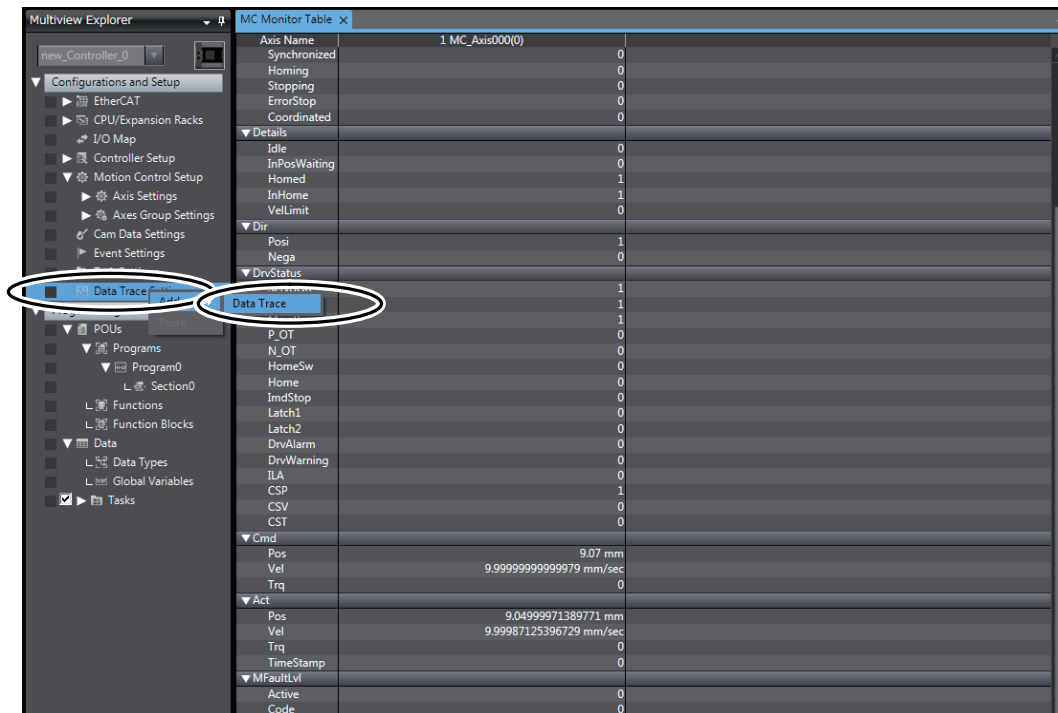 Multiview Explorer
new_Controller_0
Configurations and Setup
EtherCAT
CPU/Expansion Racks
I/O Map
Controller Setup
Motion Control Setup
Axis Settings
Axes Group Settings
Cam Data Settings
Event Settings
Data Trace
Add
Data Trace
Paste
POUs
Programs
Program0
Section0
Functions
Function Blocks
Data
Data Types
Global Variables
Tasks
MC Monitor Table
Axis Name 1 MC_Axis000(0)
Synchronized 0
Homing 0
Stopping 0
ErrorStop 0
Coordinated 0
Details
Idle 0
InPosWaiting 0
Homed 1
InHome 1
VelLimit 0
Dir
Posi 1
Nega 0
DrvStatus
1
1
1
P_OT 0
N_OT 0
HomeSw 0
Home 0
ImdStop 0
Latch1 0
Latch2 0
DrvAlarm 0
DrvWarning 0
ILA 0
CSP 1
CSV 0
CST 0
Cmd
Pos 9.07 mm
Vel 9.99999999999979 mm/sec
Trq 0
Act
Pos 9.04999971389771 mm
Vel 9.99987125396729 mm/sec
Trq 0
TimeStamp 0
MFaultLvl
Active 0
Code 0